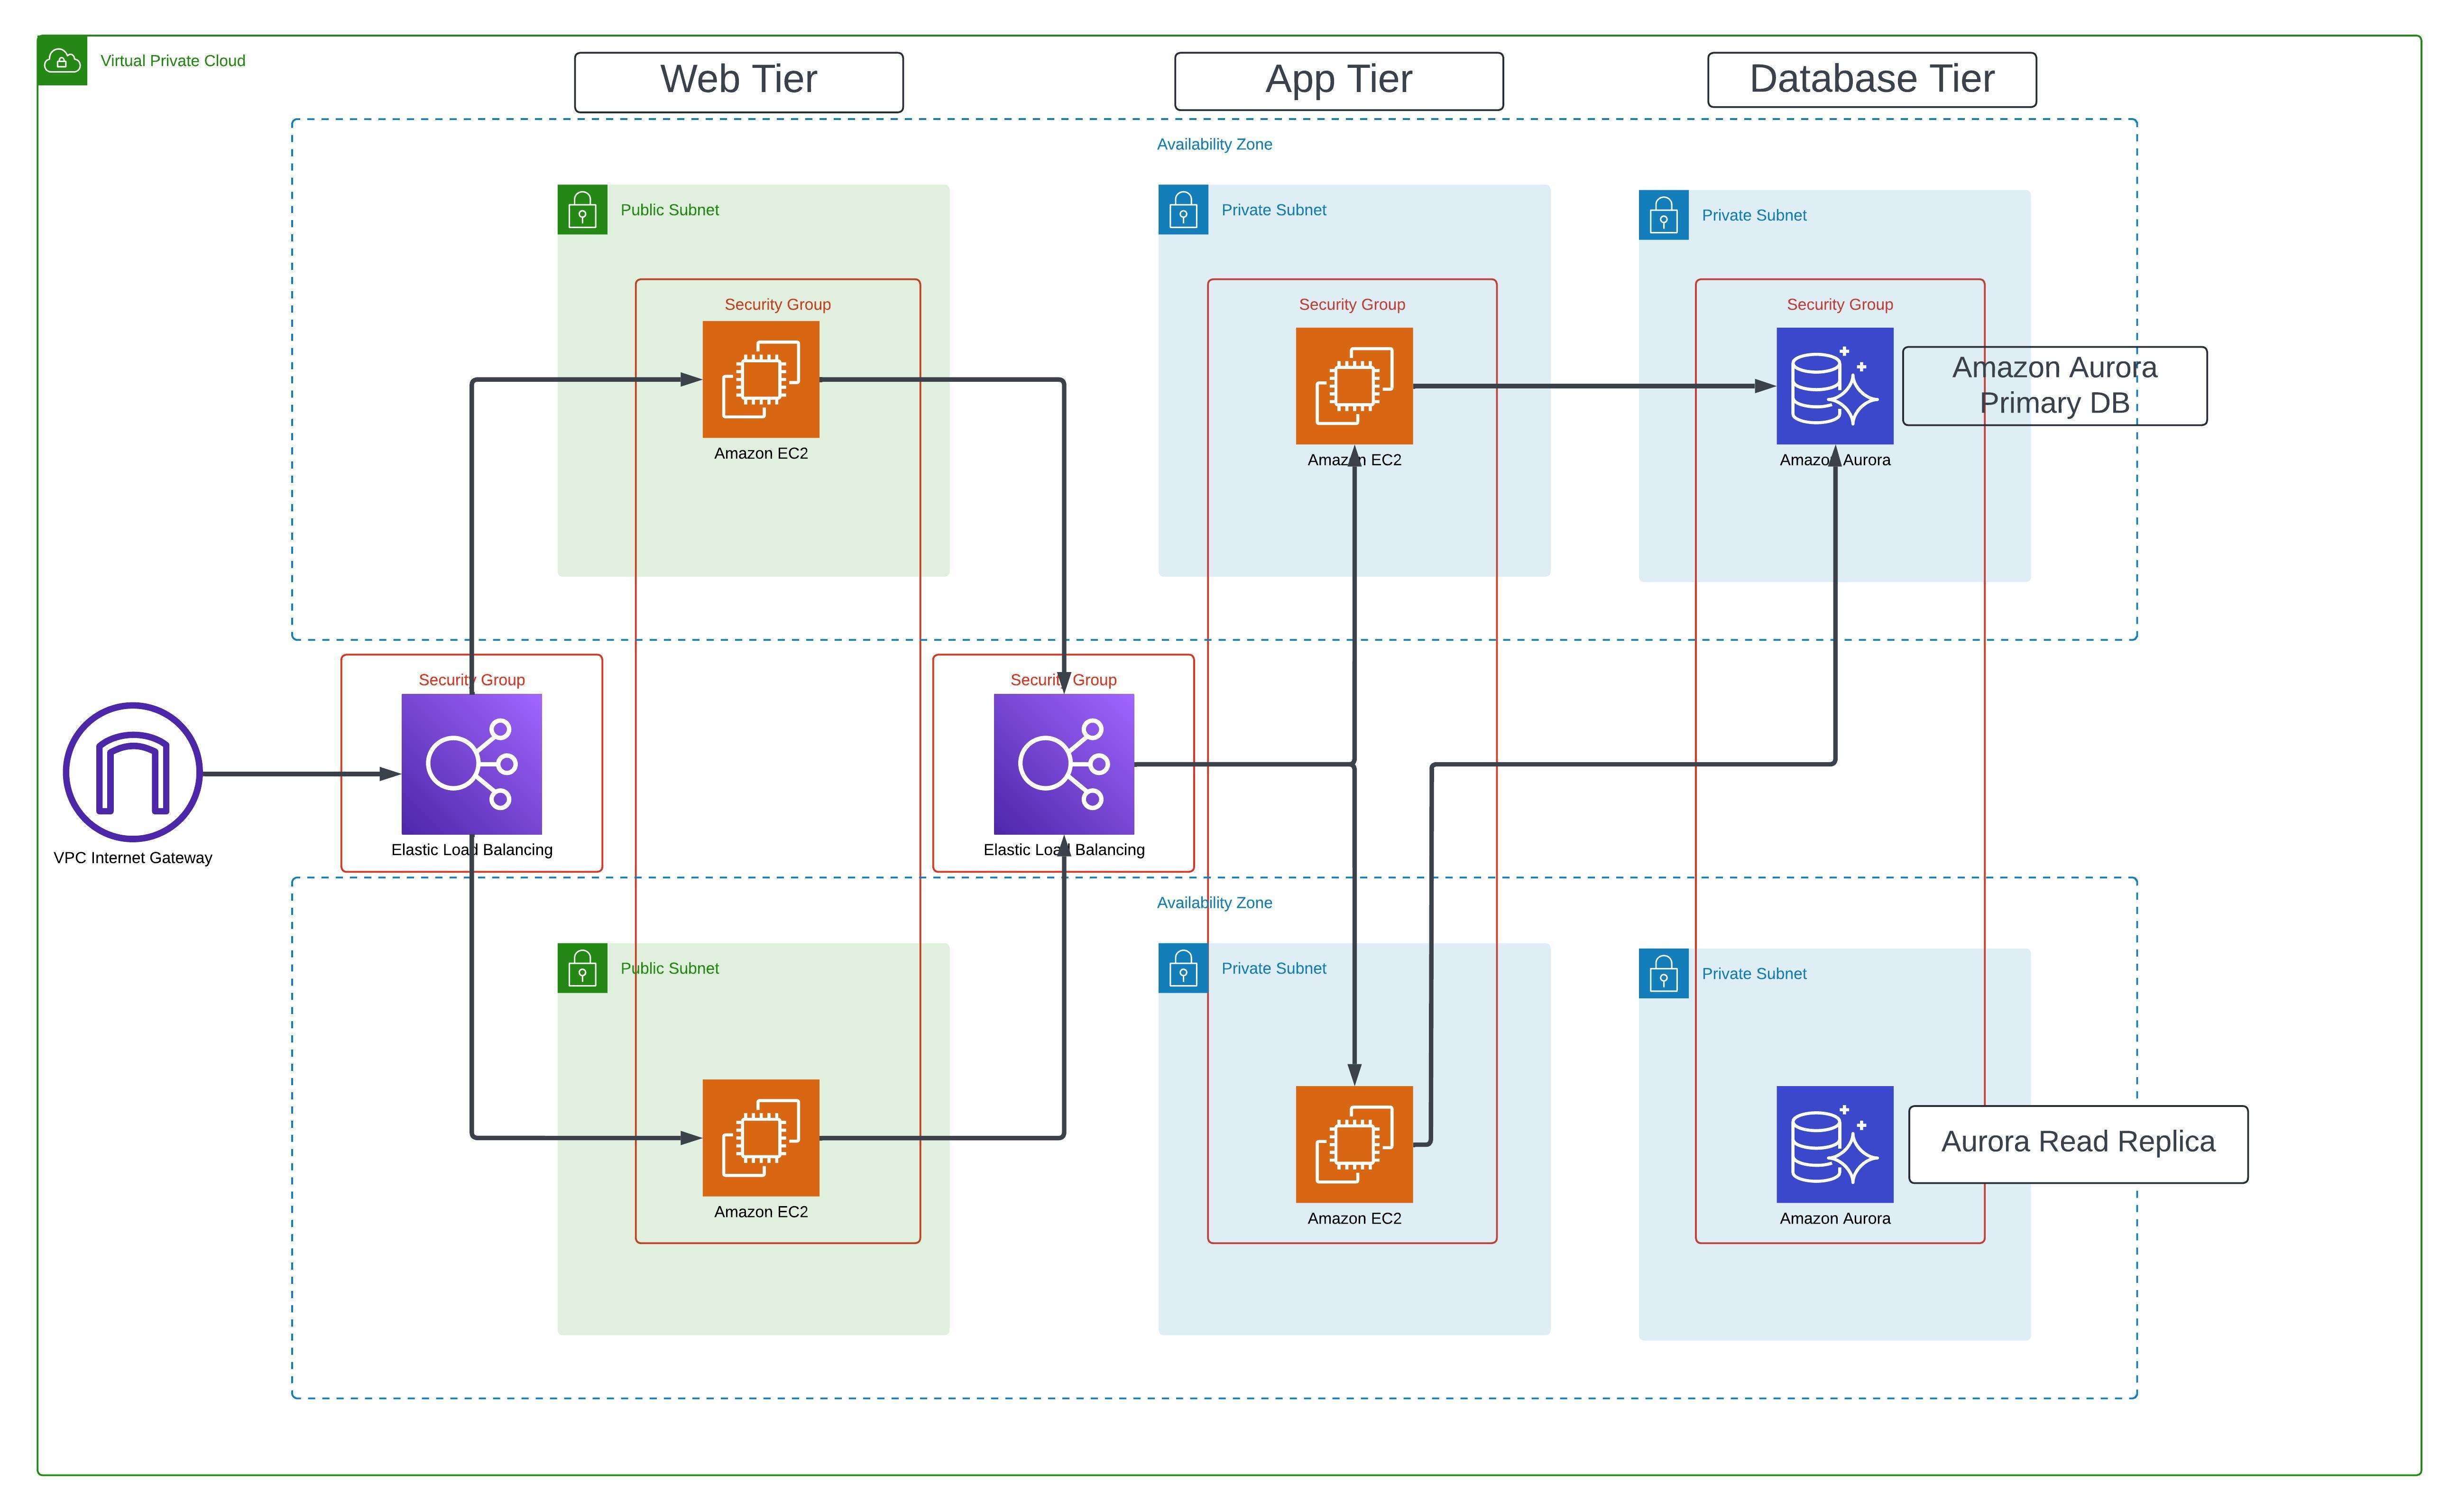 Virtual Private Cloud
Web Tier
App Tier
Database Tier
Availability Zone
Public Subnet
Private Subnet
Private Subnet
Security Group
Security Group
Security Group
Amazon Aurora
Primary DB
Amazon EC2
Amazon EC2
Amazon Aurora
Security Group
Security Group
Elastic Load Balancing
Elastic Load Balancing
VPC Internet Gateway
Availability Zone
Public Subnet
Private Subnet
Private Subnet
Aurora Read Replica
Amazon EC2
Amazon EC2
Amazon Aurora